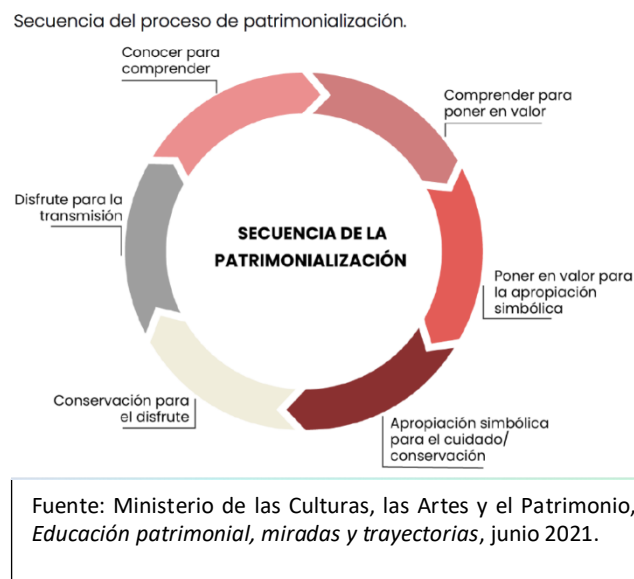 Secuencia del proceso de patrimonialización.
Conocer para
comprender
Comprender para
poner en valor
Poner en valor para
la apropiación
simbólica
Apropiación simbólica
para el cuidado/
conservación
Conservación para
el disfrute
Disfrute para la
transmisión
SECUENCIA DE LA
PATRIMONIALIZACIÓN
Fuente: Ministerio de las Culturas, las Artes y el Patrimonio,
Educación patrimonial, miradas y trayectorias, junio 2021.